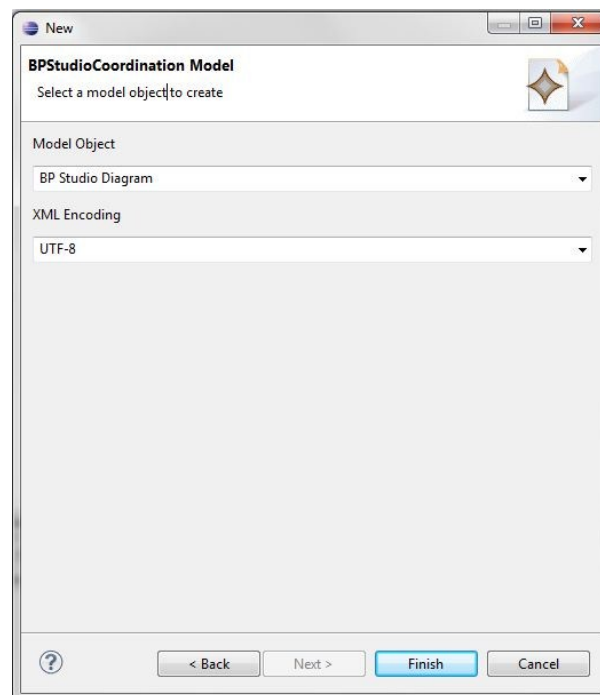 New
BPStudioCoordination Model
Select a model object to create
Model Object
BP Studio Diagram
XML Encoding
UTF-8
? < Back Next > Finish Cancel